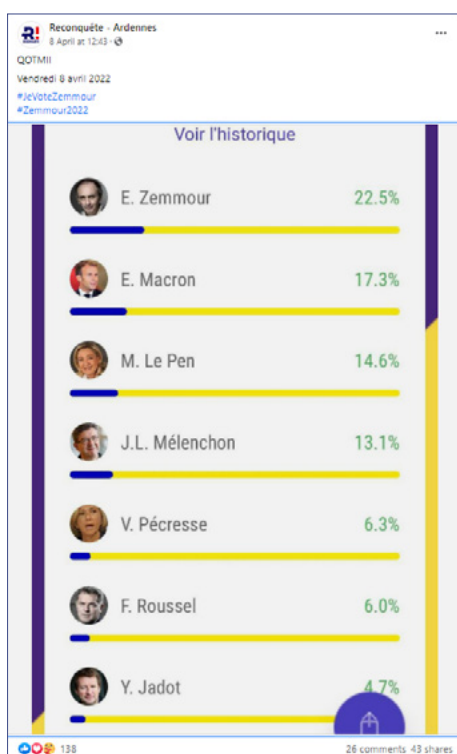 Reconquête - Ardennes
8 April at 12:43
QOTMII
Vendredi 8 avril 2022
#JeVoteZemmour
#Zemmour2022
Voir l'historique
E. Zemmour 22.5%
E. Macron 17.3%
M. Le Pen 14.6%
J.L. Mélenchon 13.1%
V. Pécresse 6.3%
F. Roussel 6.0%
Y. Jadot 4.7%
138 26 comments 43 shares